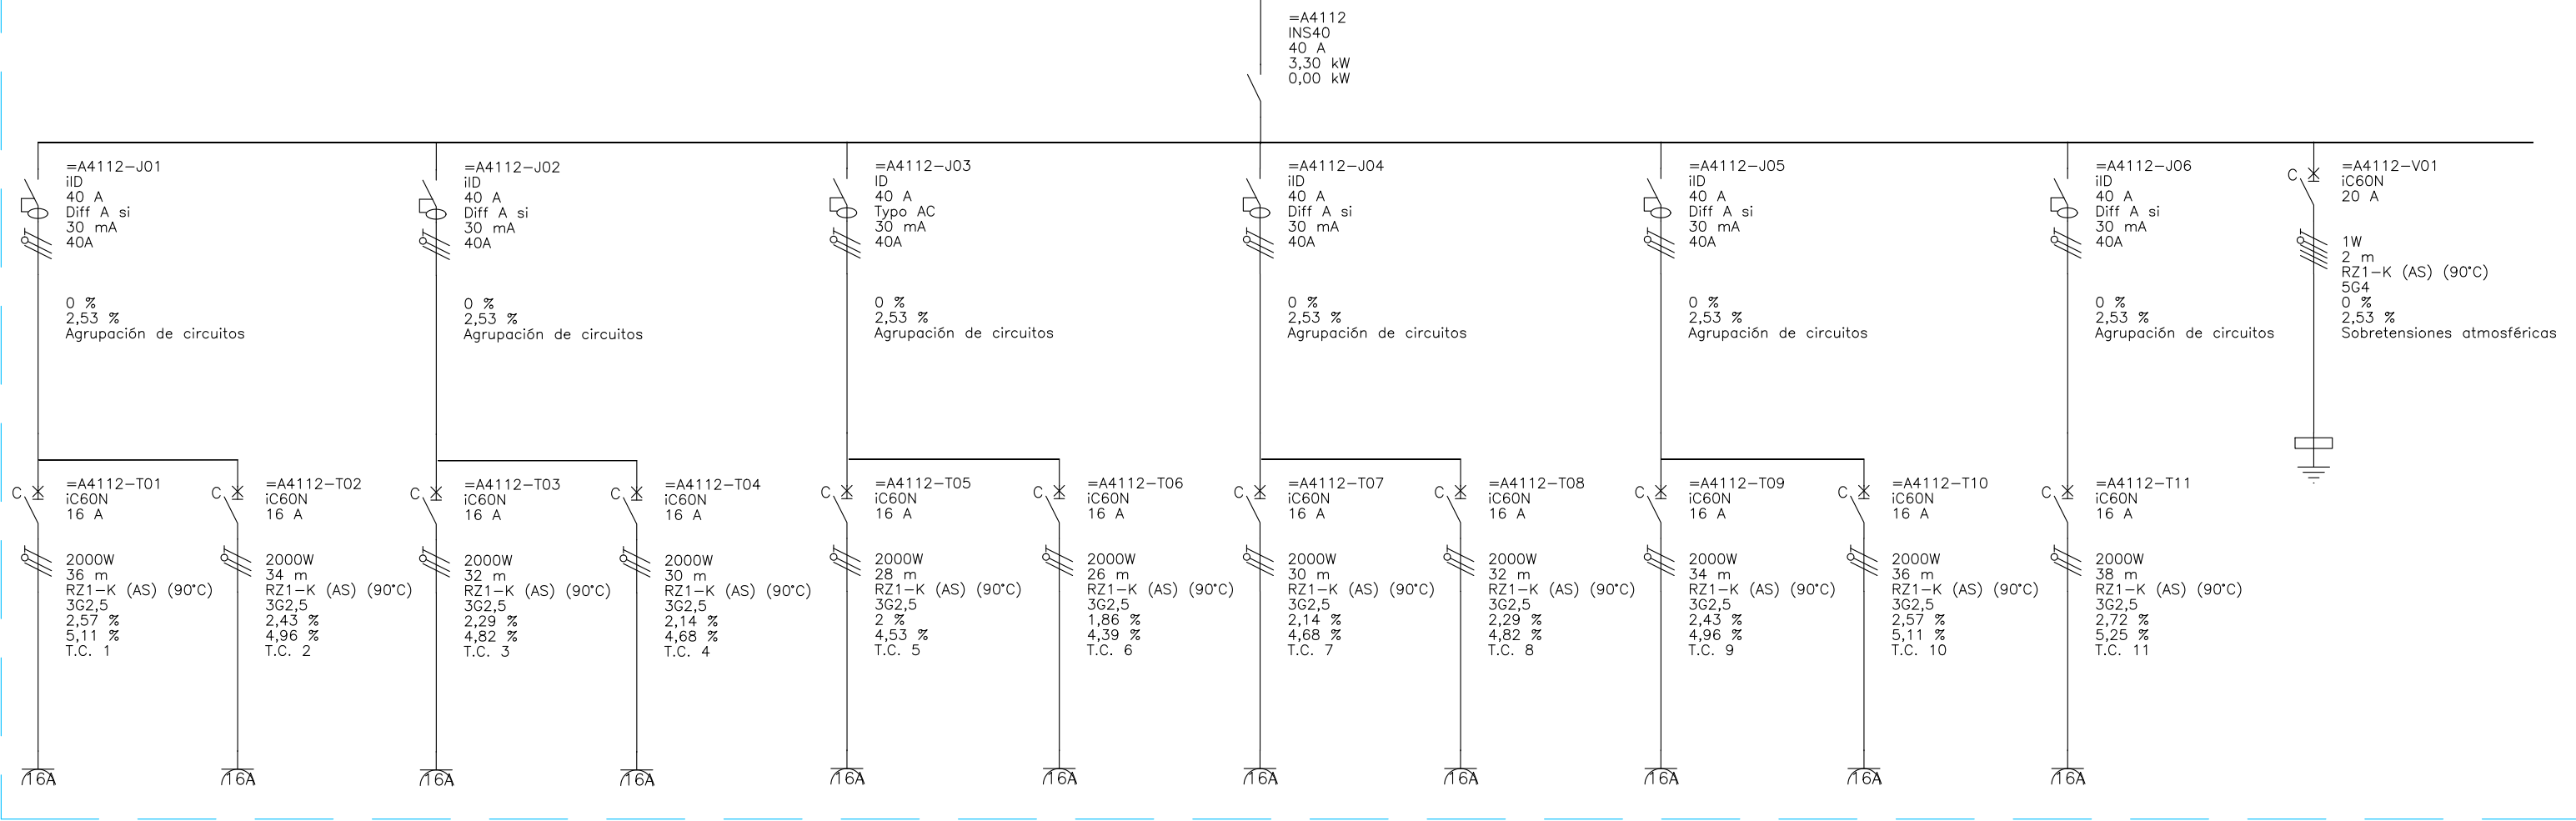 =A4112
INS40
40 A
3,30 kW
0,00 kW
=A4112-J01
iID
40 A
Diff A si
30 mA
40A
0 %
2,53 %
Agrupación de circuitos
=A4112-J02
iID
40 A
Diff A si
30 mA
40A
0 %
2,53 %
Agrupación de circuitos
=A4112-J03
ID
40 A
Typo AC
30 mA
40A
0 %
2,53 %
Agrupación de circuitos
=A4112-J04
iID
40 A
Diff A si
30 mA
40A
0 %
2,53 %
Agrupación de circuitos
=A4112-J05
iID
40 A
Diff A si
30 mA
40A
0 %
2,53 %
Agrupación de circuitos
=A4112-J06
iID
40 A
Diff A si
30 mA
40A
0 %
2,53 %
Agrupación de circuitos
C
=A4112-V01
iC60N
20 A
1W
2 m
RZ1-K (AS) (90°C)
5G4
0 %
2,53 %
Sobretensiones atmosféricas
C
=A4112-T01
iC60N
16 A
2000W
36 m
RZ1-K (AS) (90°C)
3G2,5
2,57 %
5,11 %
T.C. 1
16A
C
=A4112-T02
iC60N
16 A
2000W
34 m
RZ1-K (AS) (90°C)
3G2,5
2,43 %
4,96 %
T.C. 2
16A
C
=A4112-T03
iC60N
16 A
2000W
32 m
RZ1-K (AS) (90°C)
3G2,5
2,29 %
4,82 %
T.C. 3
16A
C
=A4112-T04
iC60N
16 A
2000W
30 m
RZ1-K (AS) (90°C)
3G2,5
2,14 %
4,68 %
T.C. 4
16A
C
=A4112-T05
iC60N
16 A
2000W
28 m
RZ1-K (AS) (90°C)
3G2,5
2 %
4,53 %
T.C. 5
16A
C
=A4112-T06
iC60N
16 A
2000W
26 m
RZ1-K (AS) (90°C)
3G2,5
1,86 %
4,39 %
T.C. 6
16A
C
=A4112-T07
iC60N
16 A
2000W
30 m
RZ1-K (AS) (90°C)
3G2,5
2,14 %
4,68 %
T.C. 7
16A
C
=A4112-T08
iC60N
16 A
2000W
32 m
RZ1-K (AS) (90°C)
3G2,5
2,29 %
4,82 %
T.C. 8
16A
C
=A4112-T09
iC60N
16 A
2000W
34 m
RZ1-K (AS) (90°C)
3G2,5
2,43 %
4,96 %
T.C. 9
16A
C
=A4112-T10
iC60N
16 A
2000W
36 m
RZ1-K (AS) (90°C)
3G2,5
2,57 %
5,11 %
T.C. 10
16A
C
=A4112-T11
iC60N
16 A
2000W
38 m
RZ1-K (AS) (90°C)
3G2,5
2,72 %
5,25 %
T.C. 11
16A